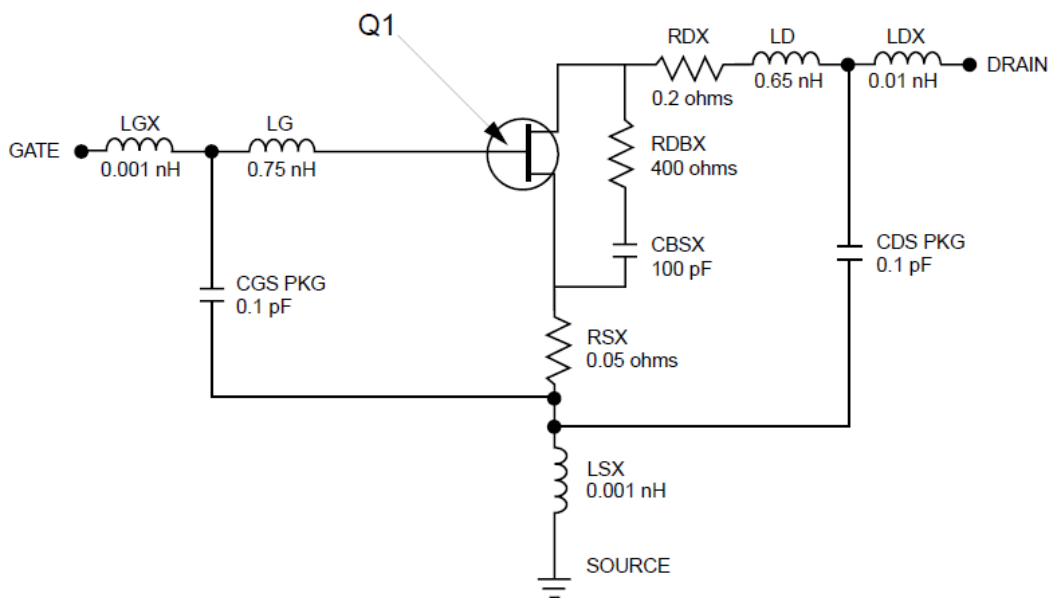 Q1
RDX
0.2 ohms
LD
0.65 nH
LDX
0.01 nH
DRAIN
GATE
LGX
0.001 nH
LG
0.75 nH
RDBX
400 ohms
CBSX
100 pF
CDS PKG
0.1 pF
CGS PKG
0.1 pF
RSX
0.05 ohms
LSX
0.001 nH
SOURCE